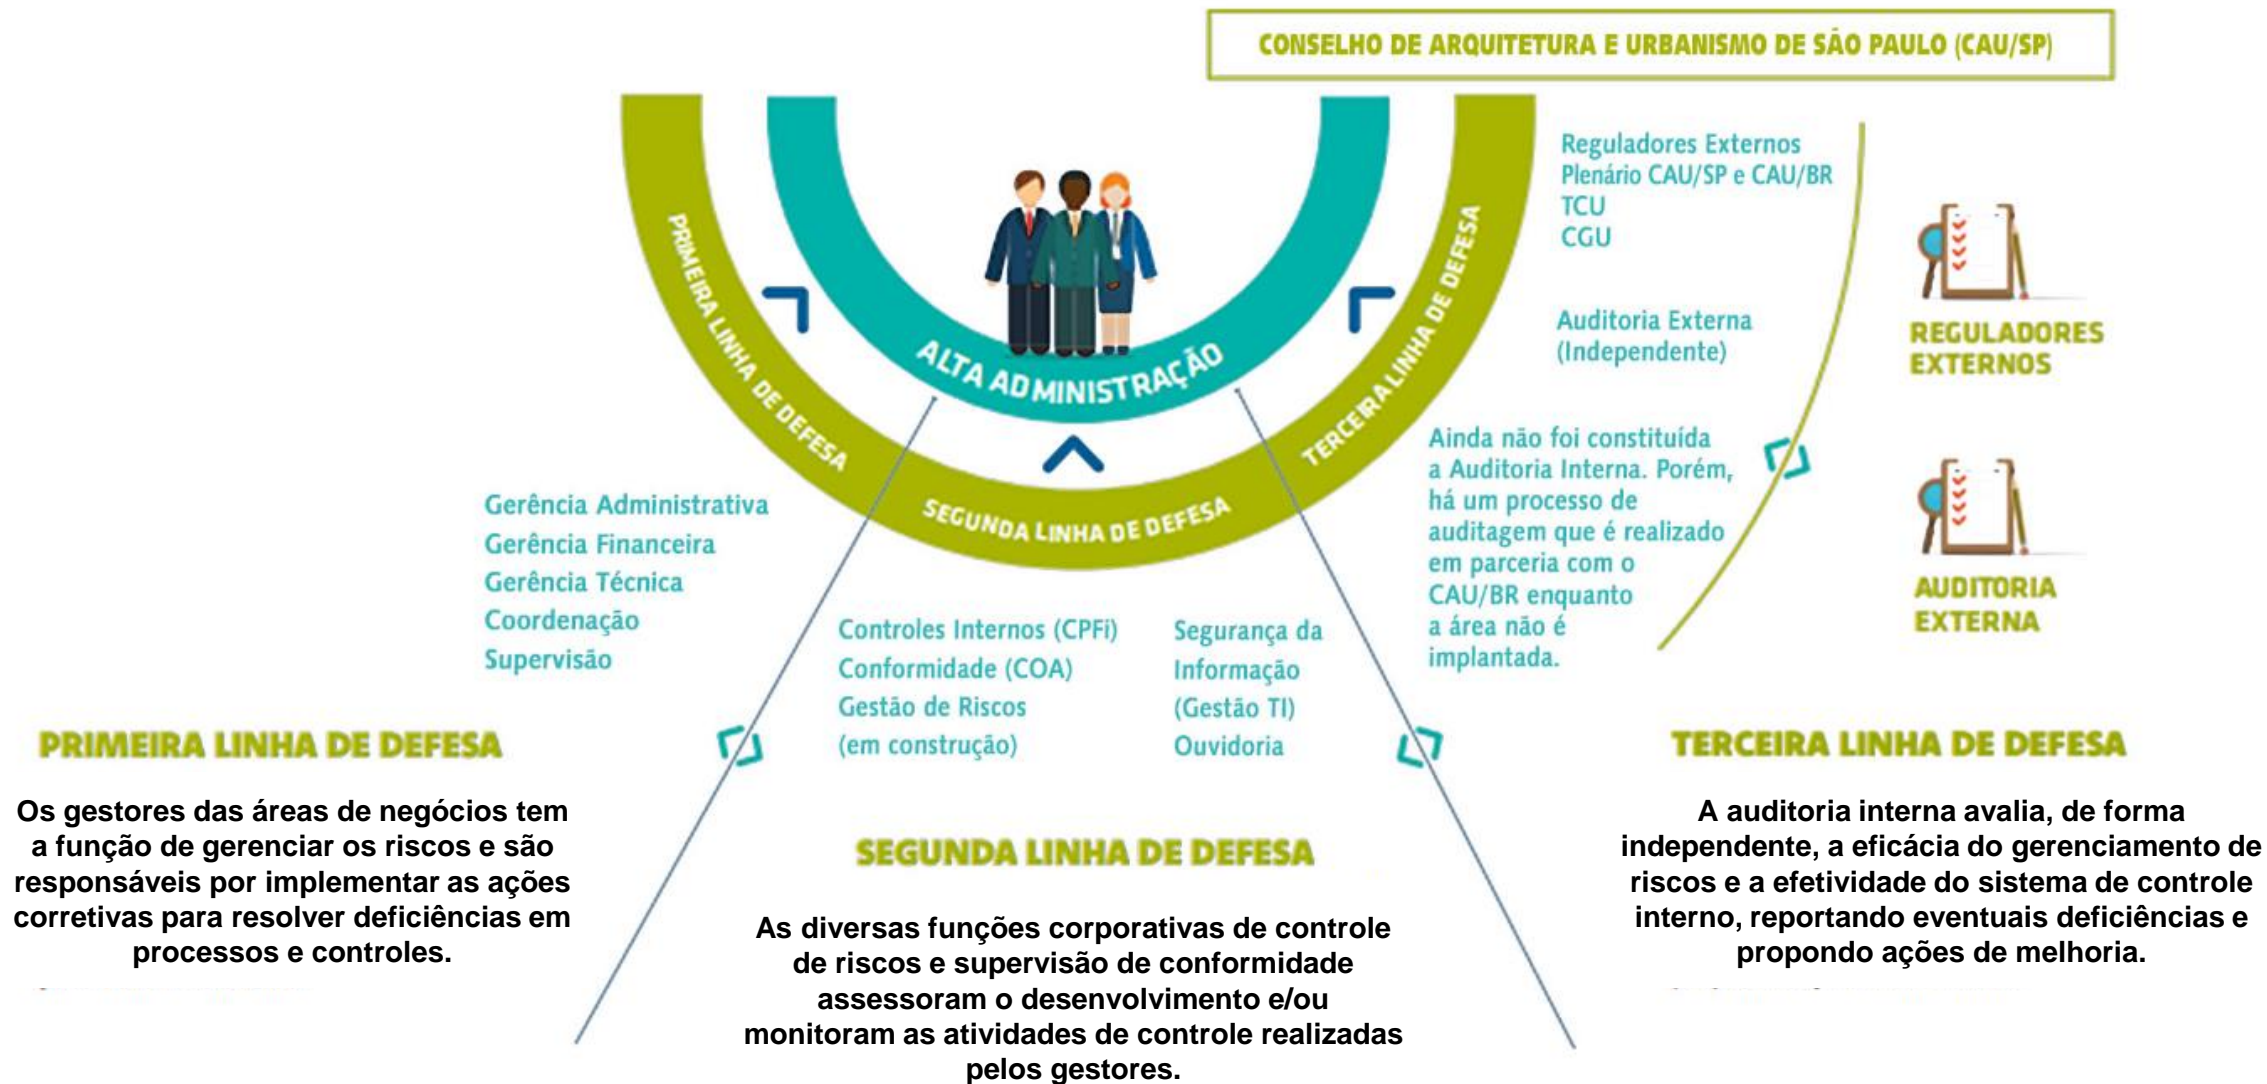 CONSELHO DE ARQUITETURA E URBANISMO DE SÃO PAULO (CAU/SP)
PRIMEIRA LINHA DE DEFESA
ALTA ADMINISTRAÇÃO
SEGUNDA LINHA DE DEFESA
TERCEIRA LINHA DE DEFESA
Reguladores Externos
Plenário CAU/SP e CAU/BR
TCU
CGU
Auditoria Externa
(Independente)
Ainda não foi constituída
a Auditoria Interna. Porém,
há um processo de
auditagem que é realizado
em parceria com o
CAU/BR enquanto
a área não é
implantada.
REGULADORES
EXTERNOS
AUDITORIA
EXTERNA
Gerência Administrativa
Gerência Financeira
Gerência Técnica
Coordenação
Supervisão
Controles Internos (CPFi)
Conformidade (COA)
Gestão de Riscos
(em construção)
Segurança da
Informação
(Gestão TI)
Ouvidoria
PRIMEIRA LINHA DE DEFESA
Os gestores das áreas de negócios tem
a função de gerenciar os riscos e são
responsáveis por implementar as ações
corretivas para resolver deficiências em
processos e controles.
SEGUNDA LINHA DE DEFESA
As diversas funções corporativas de controle
de riscos e supervisão de conformidade
assessoram o desenvolvimento e/ou
monitoram as atividades de controle realizadas
pelos gestores.
TERCEIRA LINHA DE DEFESA
A auditoria interna avalia, de forma
independente, a eficácia do gerenciamento de
riscos e a efetividade do sistema de controle
interno, reportando eventuais deficiências e
propondo ações de melhoria.